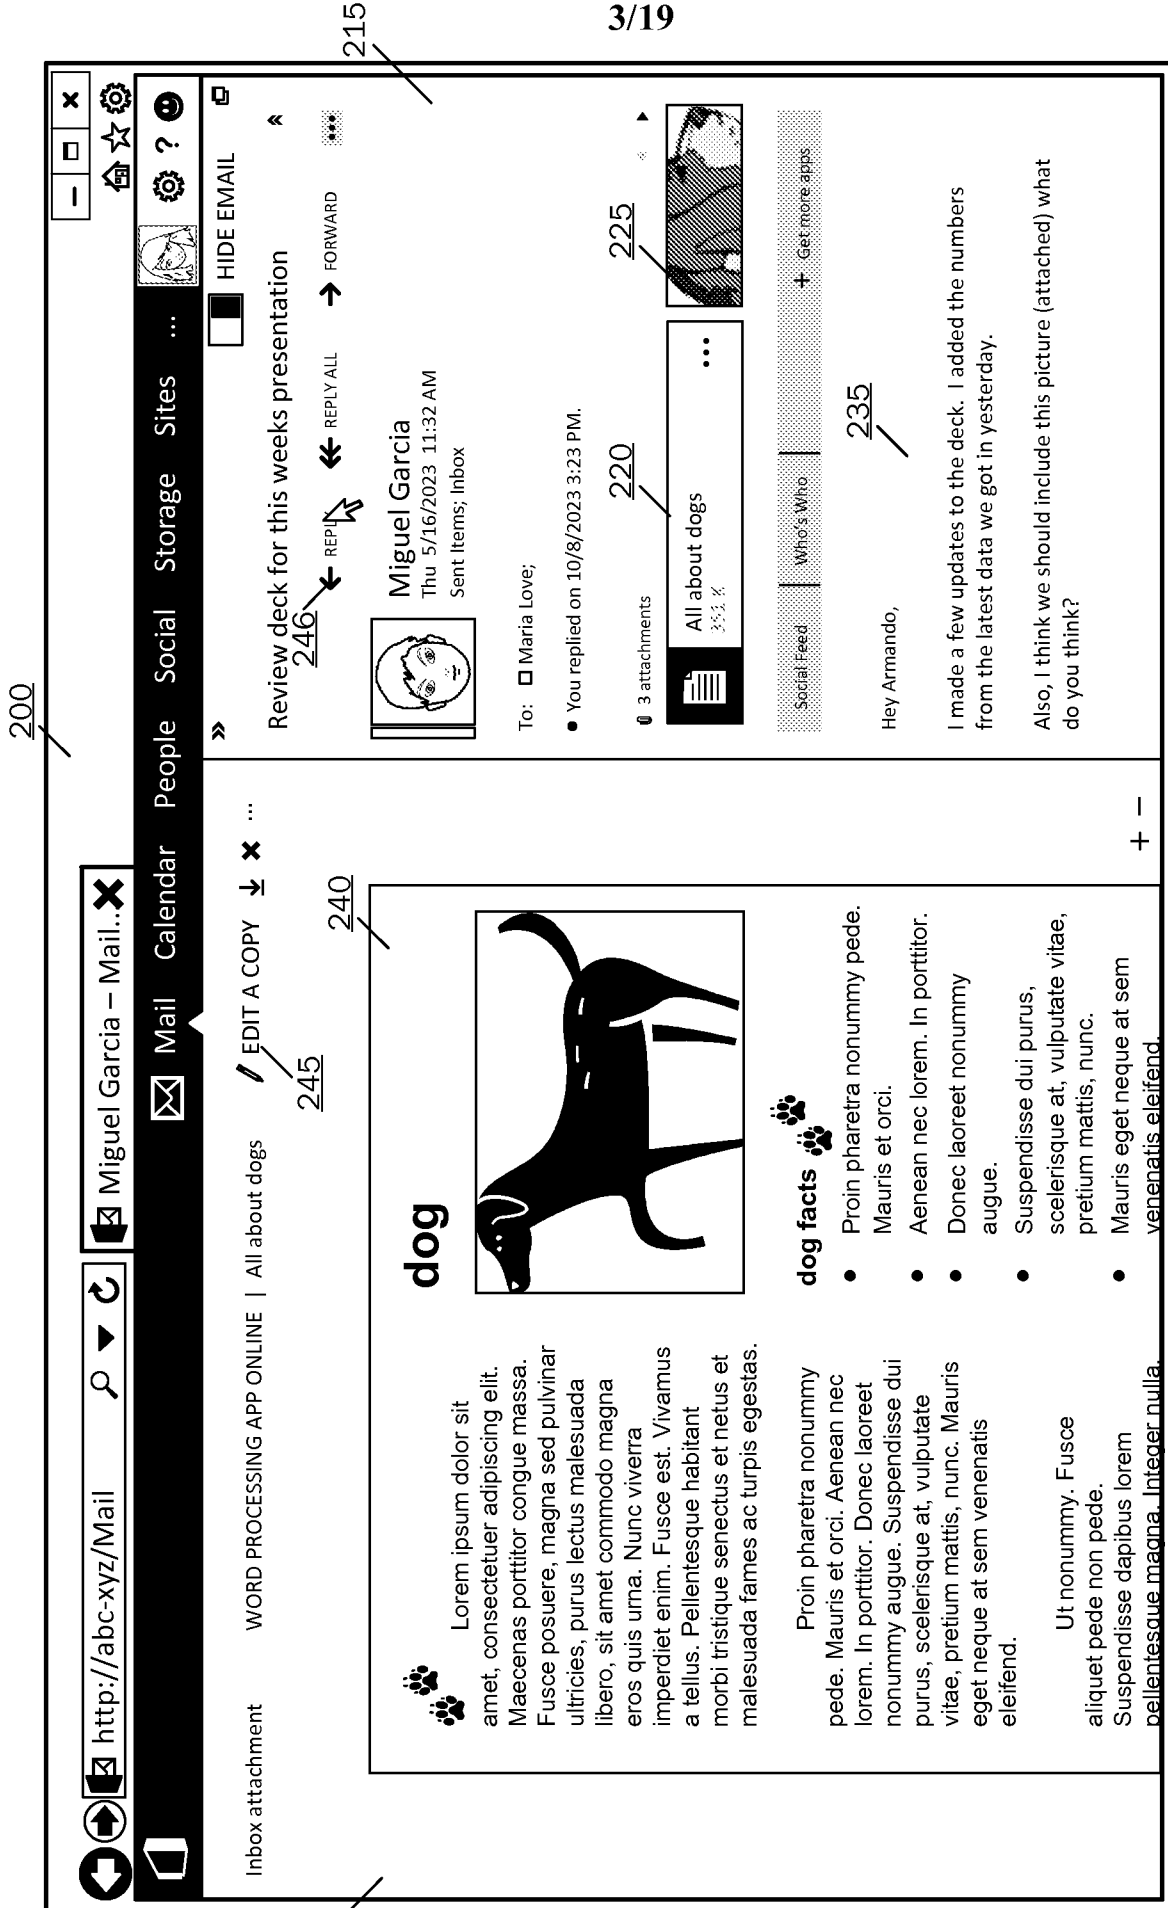 3/19
200
http://abc-xyz/Mail
Miguel Garcia – Mail...
Mail Calendar People Social Storage Sites ... ?
Inbox attachment
WORD PROCESSING APP ONLINE | All about dogs
EDIT A COPY ...
245
240
dog
Lorem ipsum dolor sit
amet, consectetuer adipiscing elit.
Maecenas porttitor congue massa.
Fusce posuere, magna sed pulvinar
ultricies, purus lectus malesuada
libero, sit amet commodo magna
eros quis urna. Nunc viverra
imperdiet enim. Fusce est. Vivamus
a tellus. Pellentesque habitant
morbi tristique senectus et netus et
malesuada fames ac turpis egestas.
Proin pharetra nonummy
pede. Mauris et orci. Aenean nec
lorem. In porttitor. Donec laoreet
nonummy augue. Suspendisse dui
purus, scelerisque at, vulputate
vitae, pretium mattis, nunc. Mauris
eget neque at sem venenatis
eleifend.
Ut nonummy. Fusce
aliquet pede non pede.
Suspendisse dapibus lorem
pellentesque magna. Integer nulla.
dog facts
• Proin pharetra nonummy pede.
Mauris et orci.
• Aenean nec lorem. In porttitor.
• Donec laoreet nonummy
augue.
• Suspendisse dui purus,
scelerisque at, vulputate vitae,
pretium mattis, nunc.
• Mauris eget neque at sem
venenatis eleifend.
+ −
HIDE EMAIL
215
Review deck for this weeks presentation
246
REPLY REPLY ALL FORWARD ...
Miguel Garcia
Thu 5/16/2023 11:32 AM
Sent Items; Inbox
To: Maria Love;
• You replied on 10/8/2023 3:23 PM.
3 attachments
220
225
All about dogs
351 K
...
Social Feed Who's Who + Get more apps
235
Hey Armando,
I made a few updates to the deck. I added the numbers
from the latest data we got in yesterday.
Also, I think we should include this picture (attached) what
do you think?